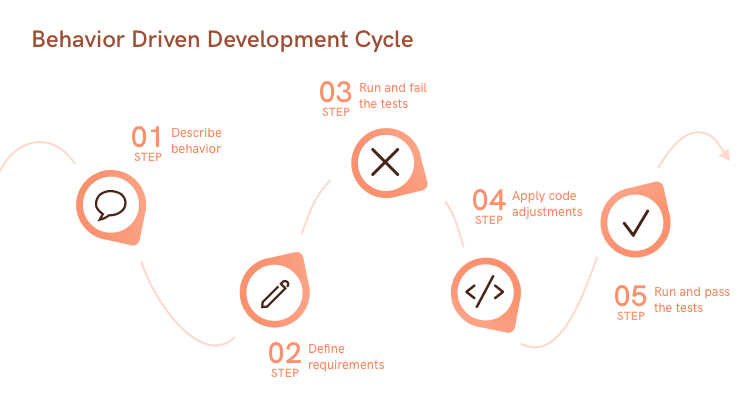 Behavior Driven Development Cycle
01
STEP
Describe
behavior
02
STEP
Define
requirements
03
STEP
Run and fail
the tests
04
STEP
Apply code
adjustments
05
STEP
Run and pass
the tests